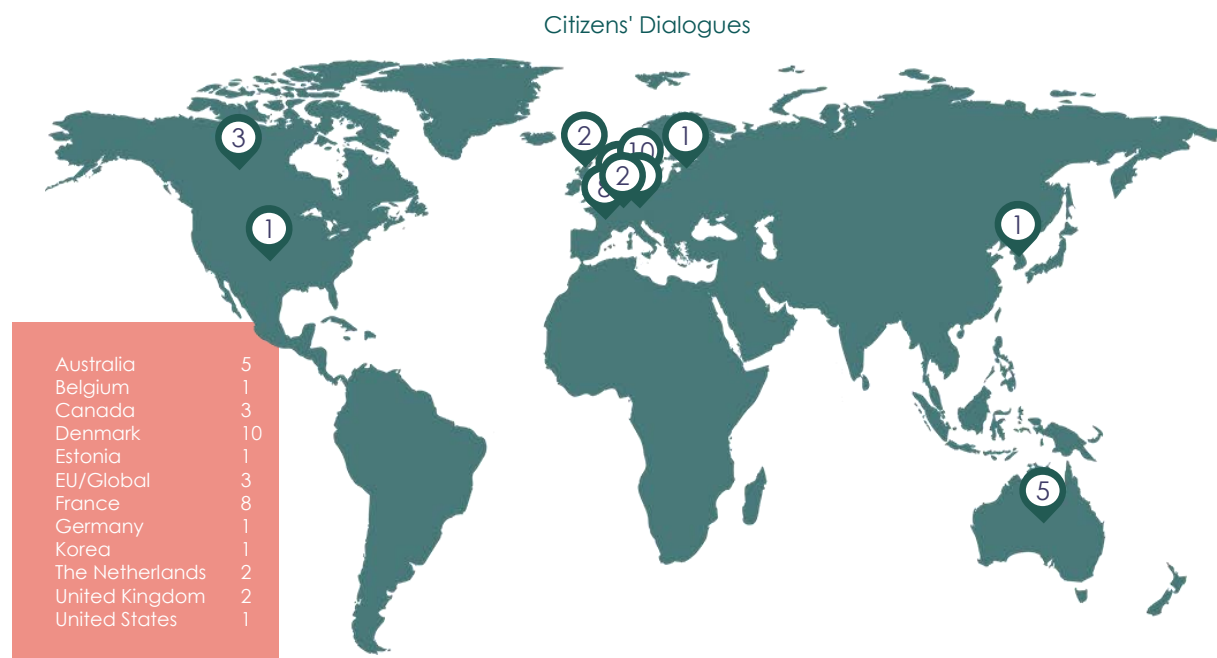 Citizens' Dialogues
3
2
10
1
8
2
1
1
5
Australia 5
Belgium 1
Canada 3
Denmark 10
Estonia 1
EU/Global 3
France 8
Germany 1
Korea 1
The Netherlands 2
United Kingdom 2
United States 1